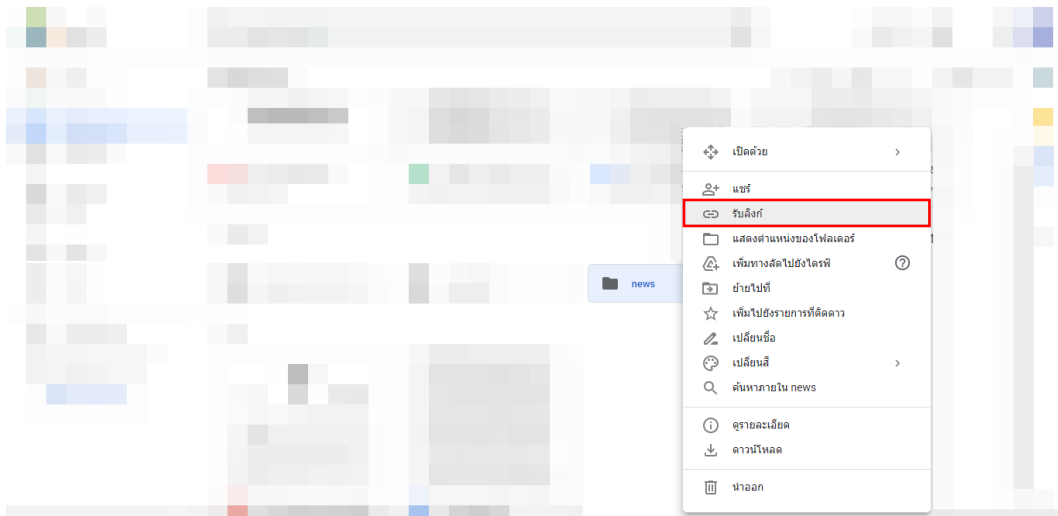 เปิดด้วย
แชร์
รับลิงก์
แสดงตำแหน่งของโฟลเดอร์
เพิ่มทางลัดไปยังไดรฟ์
news
ย้ายไปที่
เพิ่มไปยังรายการที่ติดดาว
เปลี่ยนชื่อ
เปลี่ยนสี
ค้นหาภายใน news
ดูรายละเอียด
ดาวน์โหลด
นำออก